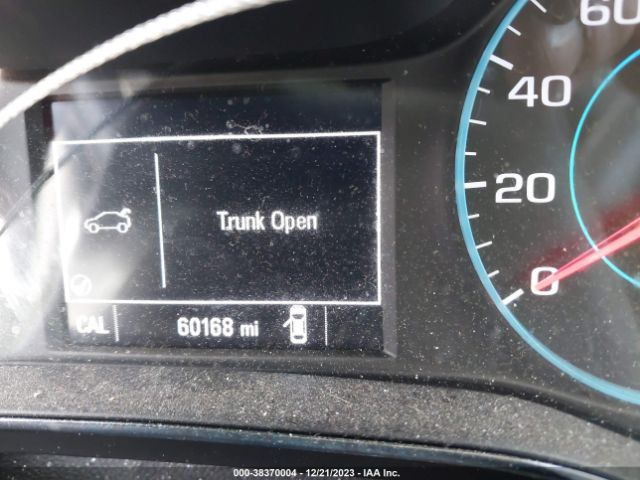 60
40
20
0
Trunk Open
CAL
60168 mi
000-38370004 - 12/21/2023 - IAA Inc.